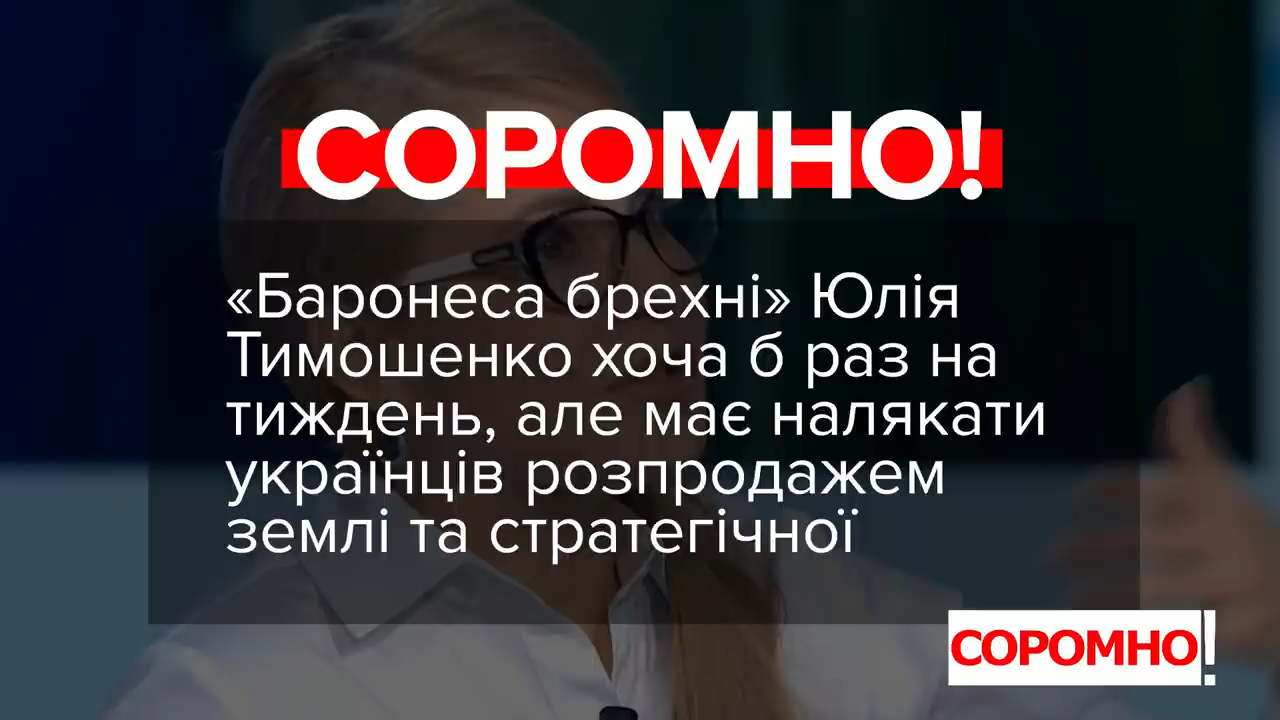 СОРОМНО!
«Баронеса брехні» Юлія
Тимошенко хоча б раз на
тиждень, але має налякати
українців розпродажем
землі та стратегічної
СОРОМНО!